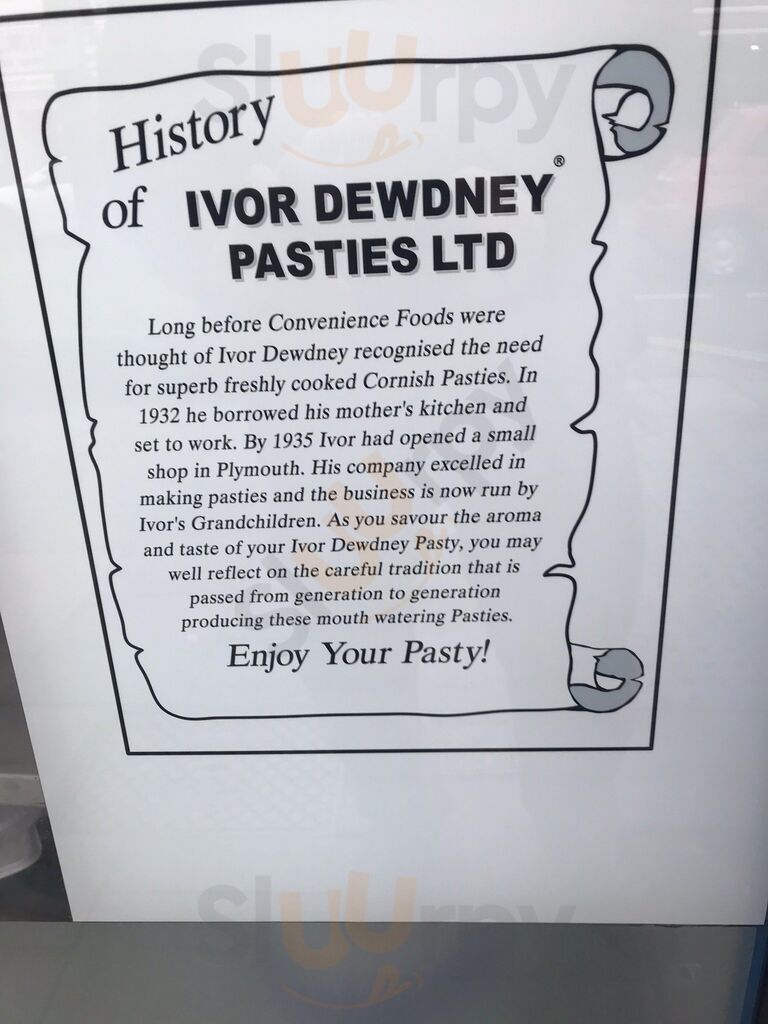 Sluurpy
History
of IVOR DEWDNEY®
PASTIES LTD
Long before Convenience Foods were
thought of Ivor Dewdney recognised the need
for superb freshly cooked Cornish Pasties. In
1932 he borrowed his mother's kitchen and
set to work. By 1935 Ivor had opened a small
shop in Plymouth. His company excelled in
making pasties and the business is now run by
Ivor's Grandchildren. As you savour the aroma
and taste of your Ivor Dewdney Pasty, you may
well reflect on the careful tradition that is
passed from generation to generation
producing these mouth watering Pasties.
Enjoy Your Pasty!
Sluurpy
Sluurpy